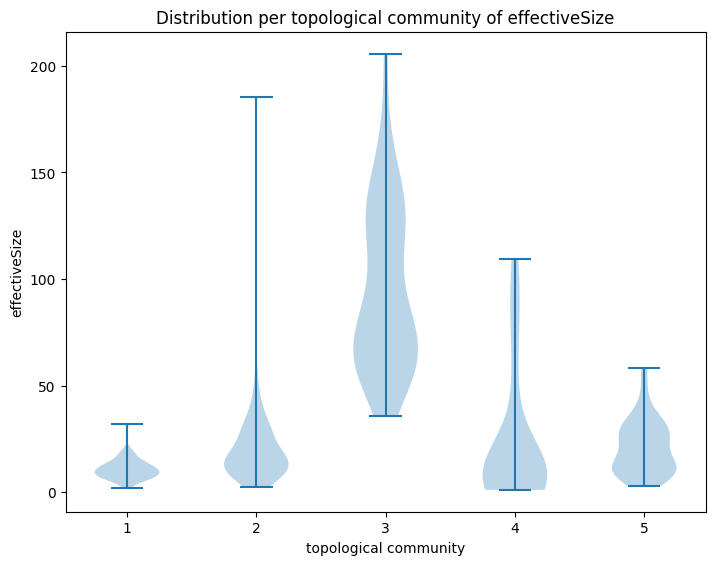 Distribution per topological community of effectiveSize
effectiveSize
200
150
100
50
0
1 2 3 4 5
topological community